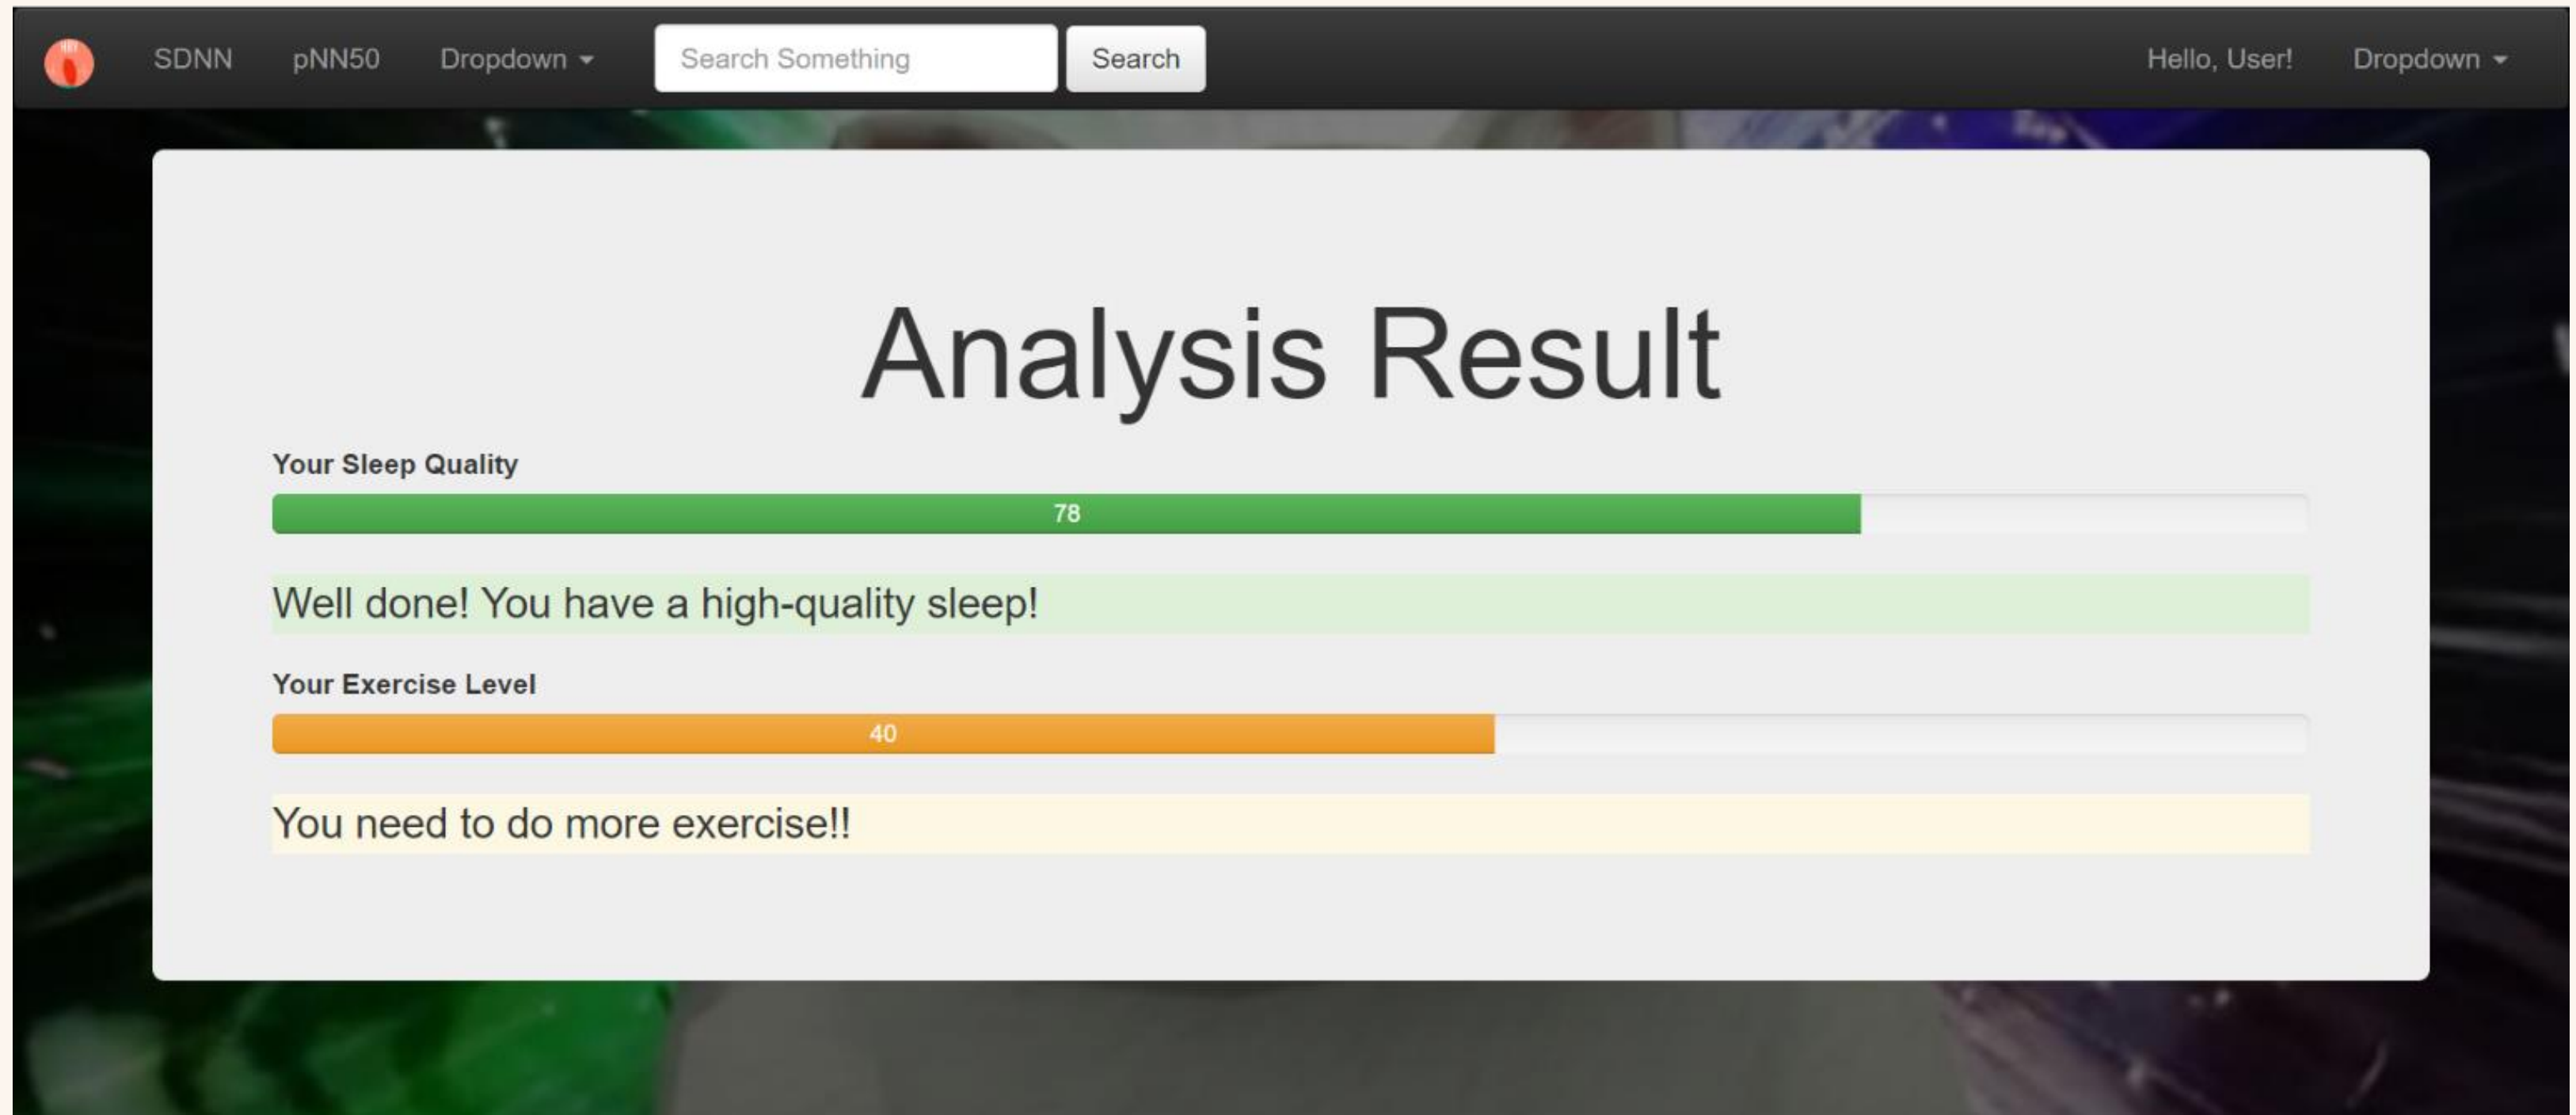 SDNN pNN50 Dropdown Search Something Search Hello, User! Dropdown
Analysis Result
Your Sleep Quality
78
Well done! You have a high-quality sleep!
Your Exercise Level
40
You need to do more exercise!!